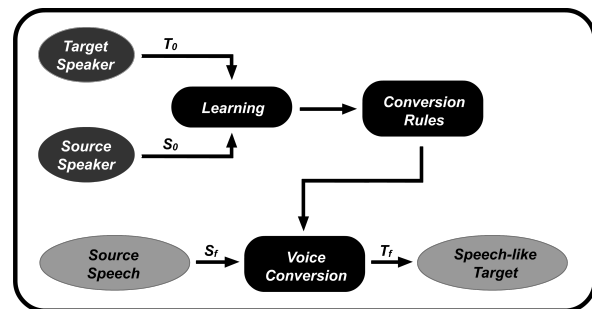 Target
Speaker
T0
Learning
Conversion
Rules
Source
Speaker
S0
Source
Speech
Sf
Voice
Conversion
Tf
Speech-like
Target